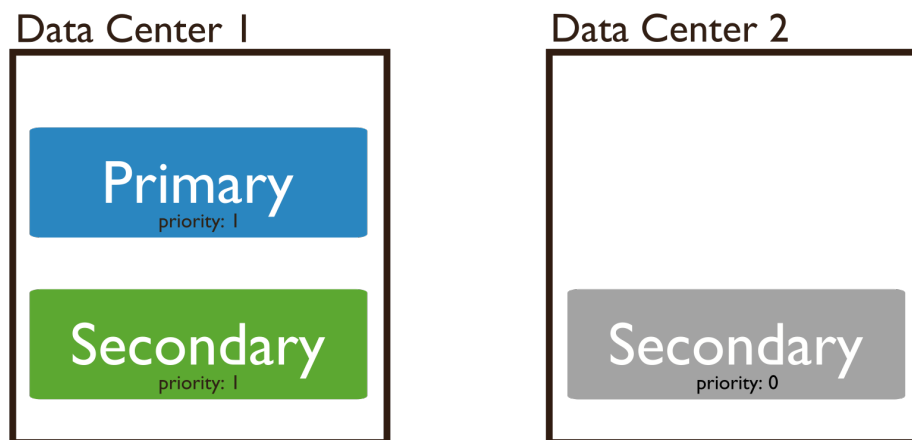 Data Center 1
Primary
priority: 1
Secondary
priority: 1
Data Center 2
Secondary
priority: 0